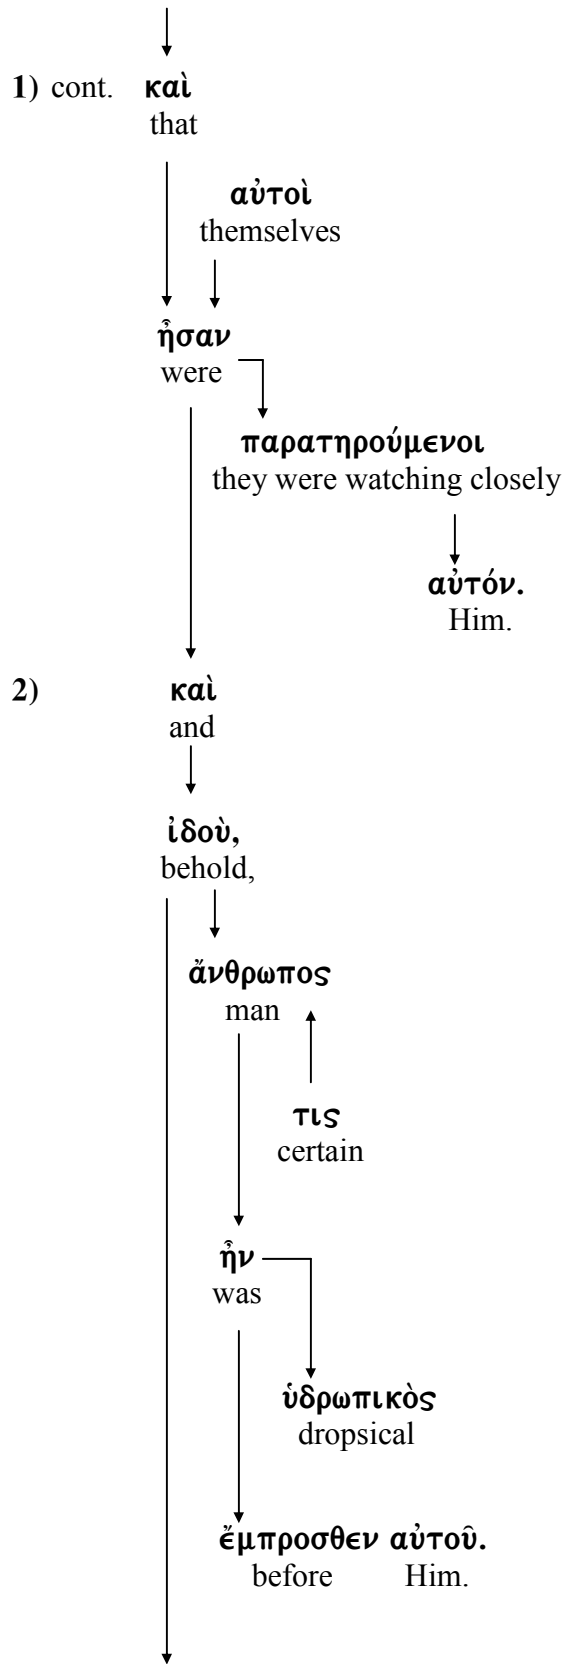 1) cont. καὶ
that
αὐτοὶ
themselves
ἦσαν
were
παρατηρούμενοι
they were watching closely
αὐτόν.
Him.
2) καὶ
and
ἰδοὺ,
behold,
ἄνθρωπος
man
τις
certain
ἦν
was
ὑδρωπικὸς
dropsical
ἔμπροσθεν αὐτοῦ.
before Him.